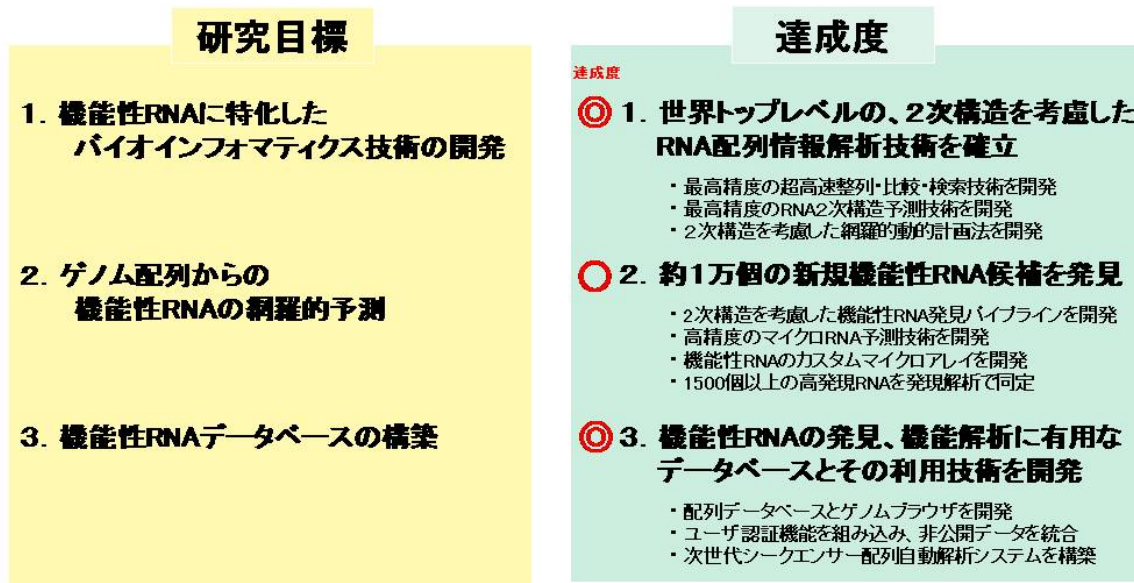 研究目標
1. 機能性RNAに特化した
バイオインフォマティクス技術の開発
2. ゲノム配列からの
機能性RNAの網羅的予測
3. 機能性RNAデータベースの構築
達成度
達成度
◎ 1. 世界トップレベルの、2次構造を考慮した
RNA配列情報解析技術を確立
・最高精度の超高速整列・比較・検索技術を開発
・最高精度のRNA2次構造予測技術を開発
・2次構造を考慮した網羅的動的計画法を開発
○ 2. 約1万個の新規機能性RNA候補を発見
・2次構造を考慮した機能性RNA発見パイプラインを開発
・高精度のマイクロRNA予測技術を開発
・機能性RNAのカスタムマイクロアレイを開発
・1500個以上の高発現RNAを発現解析で同定
◎ 3. 機能性RNAの発見、機能解析に有用な
データベースとその利用技術を開発
・配列データベースとゲノムブラウザを開発
・ユーザ認証機能を組み込み、非公開データを統合
・次世代シークエンサー配列自動解析システムを構築